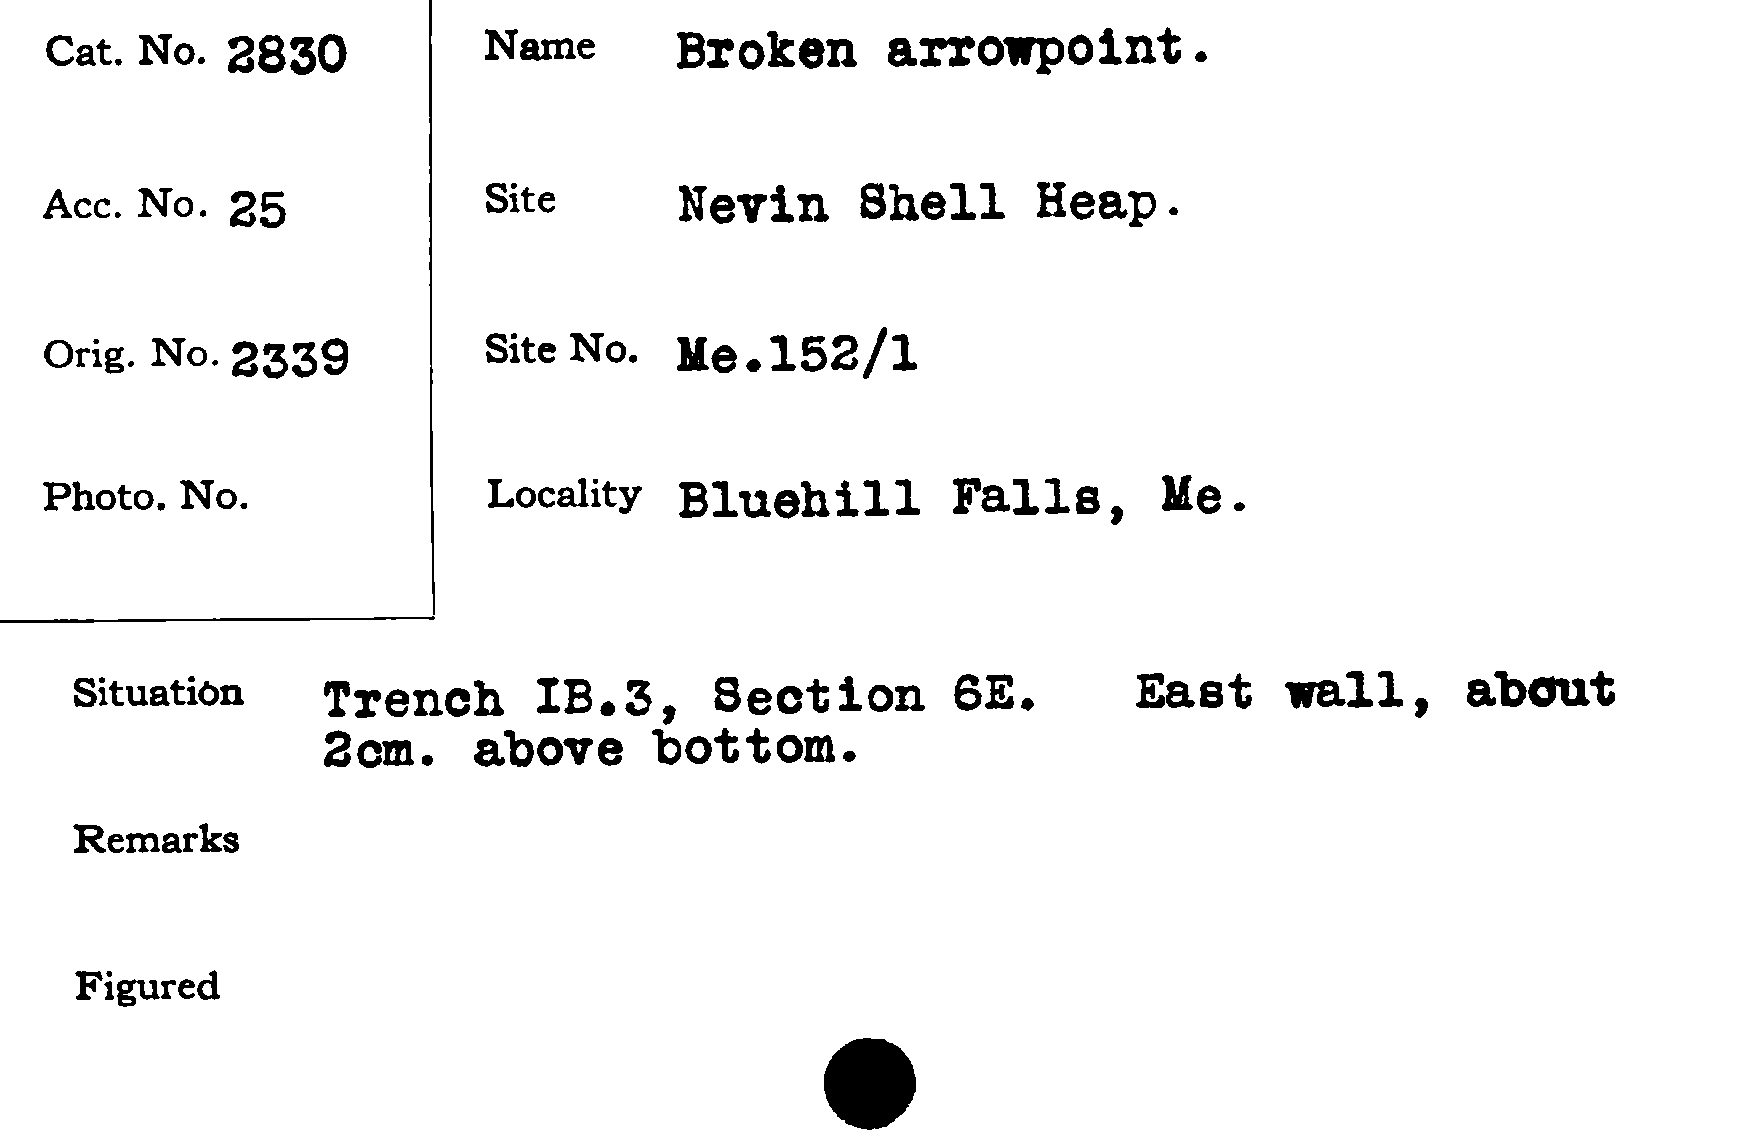 Cat. No. 2830
Acc. No. 25
Orig. No. 2339
Photo. No.
Name Broken arrowpoint.
Site Nevin Shell Heap.
Site No. Me.152/1
Locality Bluehill Falls, Me.
Situation Trench IB.3, Section 6E. East wall, about
2cm. above bottom.
Remarks
Figured